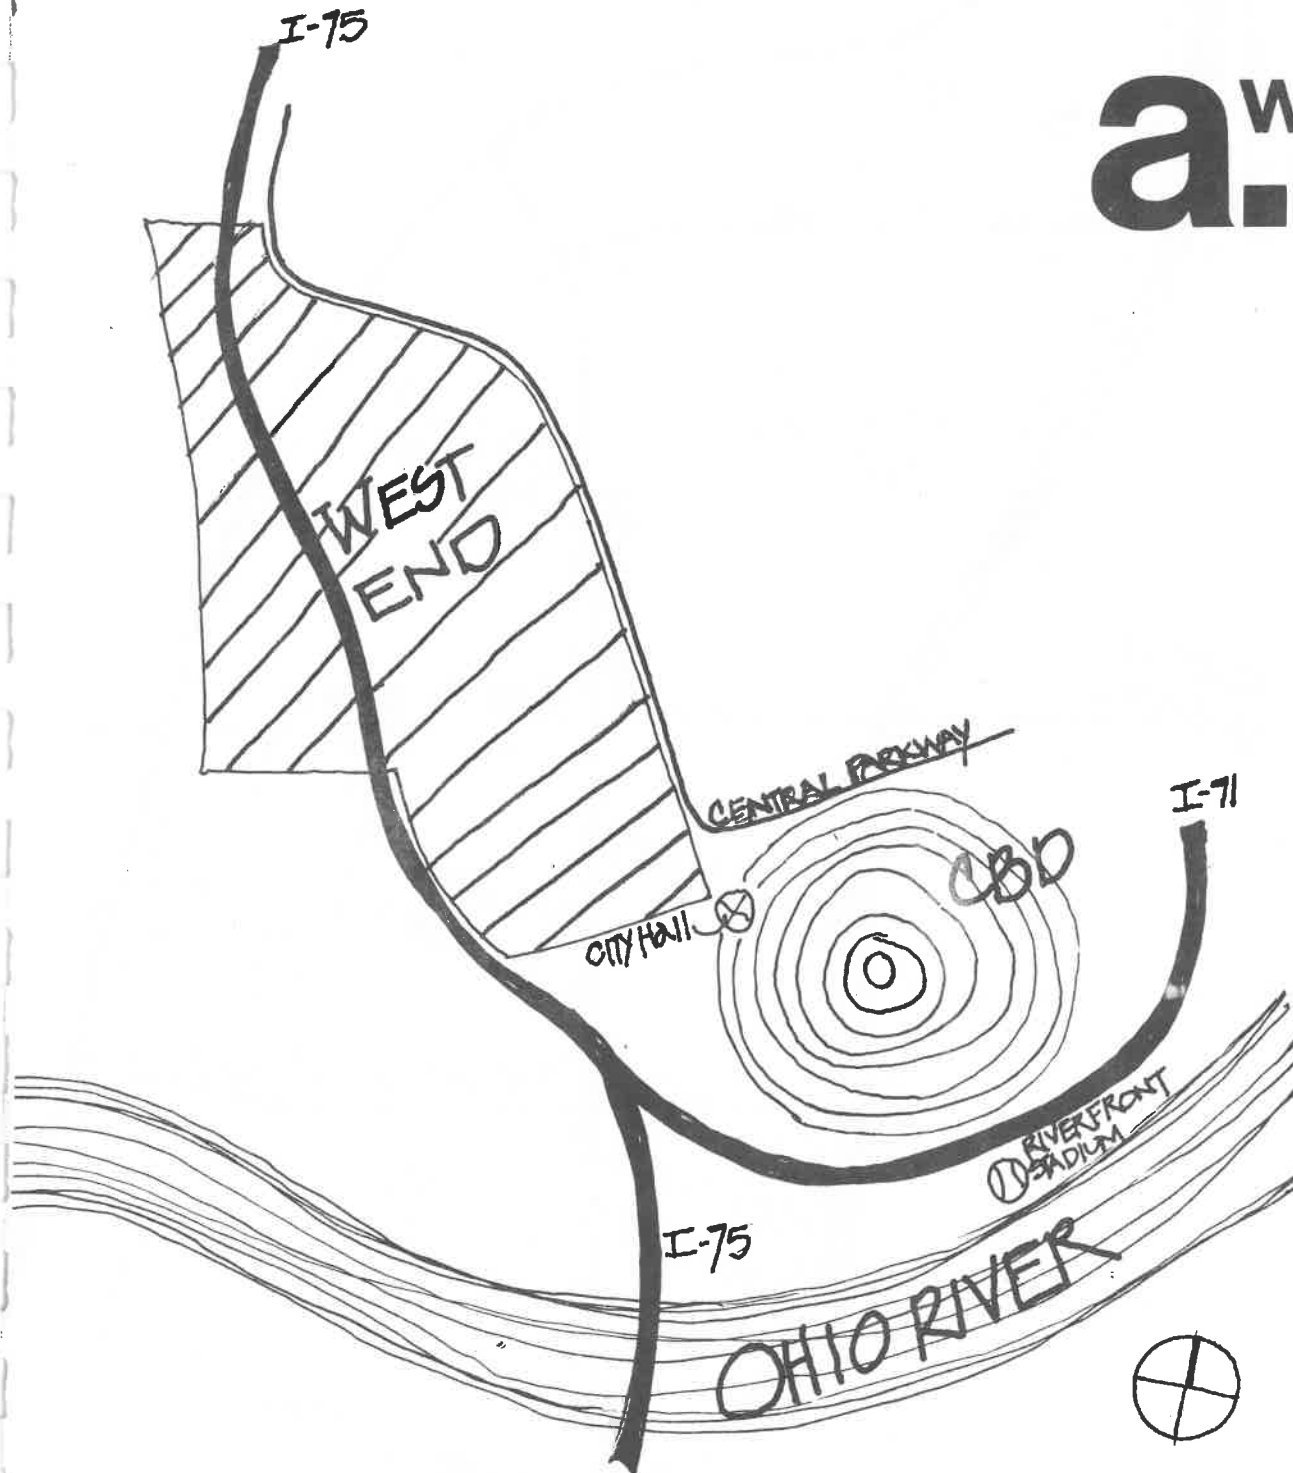 I-75
a.
WEST
END
CENTRAL PARKWAY
I-71
CBD
CITY Hall
RIVERFRONT
STADIUM
I-75
OHIO RIVER